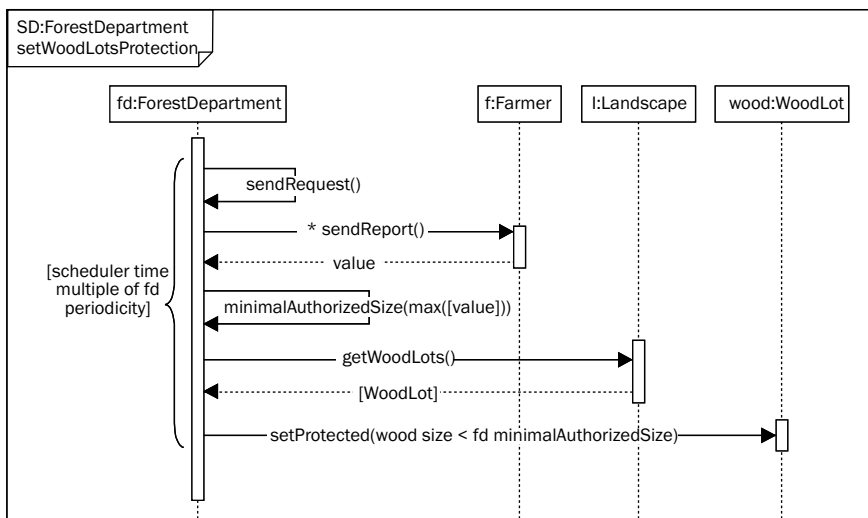 SD:ForestDepartment
setWoodLotsProtection
fd:ForestDepartment
f:Farmer
l:Landscape
wood:WoodLot
sendRequest()
* sendReport()
value
[scheduler time
multiple of fd
periodicity]
minimalAuthorizedSize(max([value]))
getWoodLots()
[WoodLot]
setProtected(wood size < fd minimalAuthorizedSize)